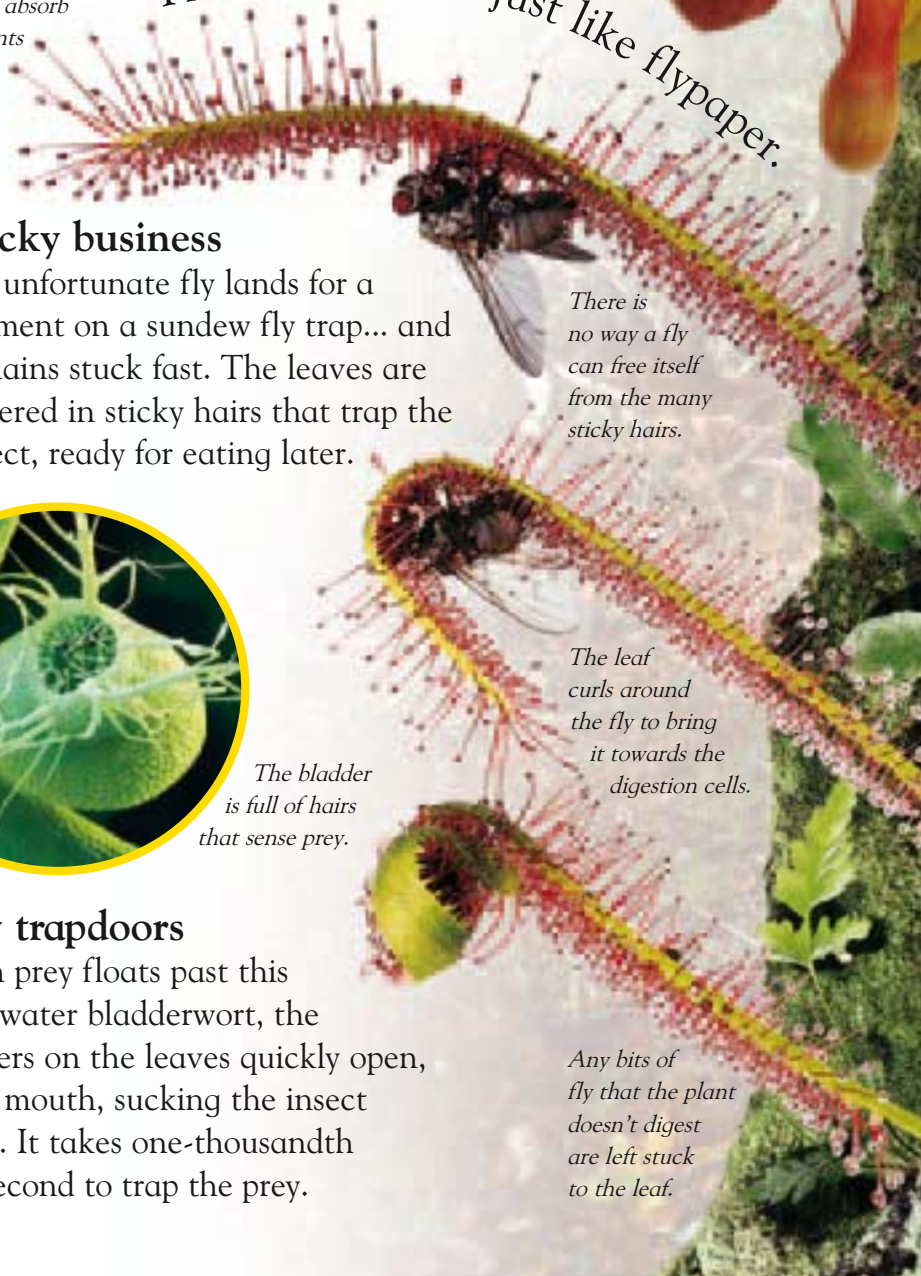 absorb
just like flypaper.
cky business
unfortunate fly lands for a
ment on a sundew fly trap... and
ains stuck fast. The leaves are
ered in sticky hairs that trap the
ect, ready for eating later.
There is
no way a fly
can free itself
from the many
sticky hairs.
The leaf
curls around
the fly to bring
it towards the
digestion cells.
The bladder
is full of hairs
that sense prey.
trapdoors
prey floats past this
water bladderwort, the
ers on the leaves quickly open,
mouth, sucking the insect
. It takes one-thousandth
econd to trap the prey.
Any bits of
fly that the plant
doesn't digest
are left stuck
to the leaf.